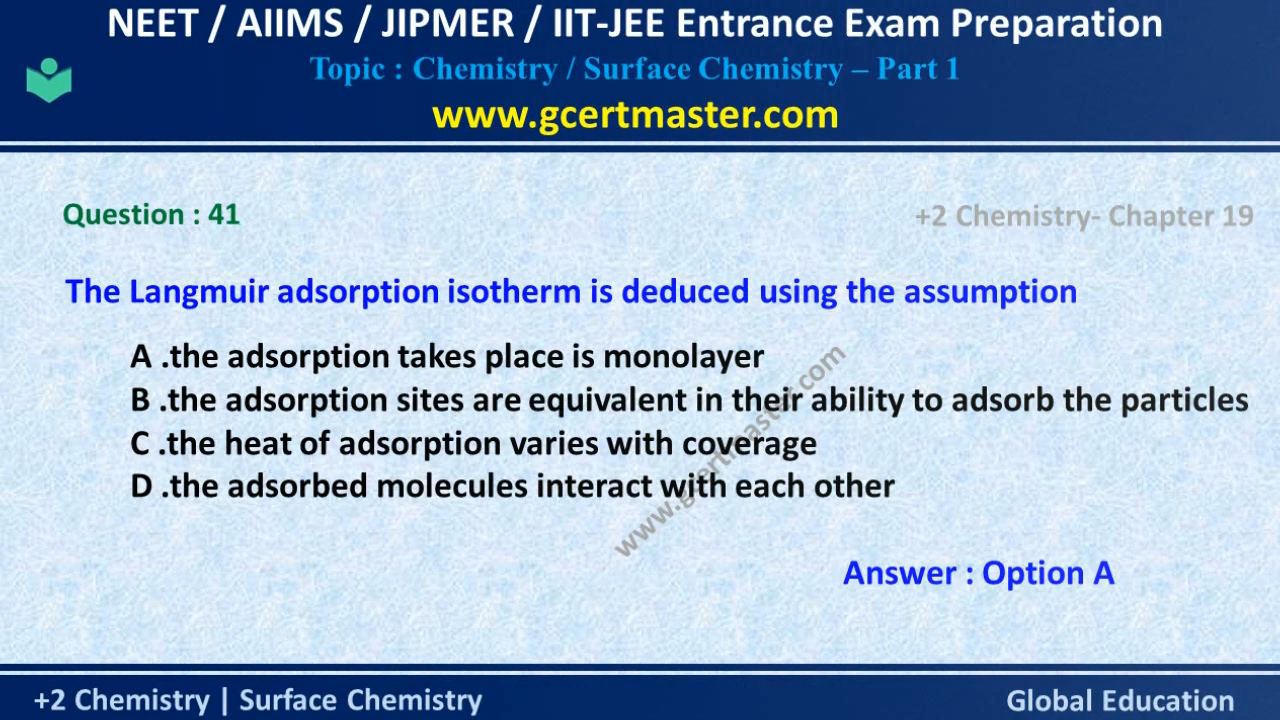 NEET / AIIMS / JIPMER / IIT-JEE Entrance Exam Preparation
Topic : Chemistry / Surface Chemistry – Part 1
www.gcertmaster.com
Question : 41
+2 Chemistry- Chapter 19
The Langmuir adsorption isotherm is deduced using the assumption
A .the adsorption takes place is monolayer
B .the adsorption sites are equivalent in their ability to adsorb the particles
C .the heat of adsorption varies with coverage
D .the adsorbed molecules interact with each other
www.gcertmaster.com
Answer : Option A
+2 Chemistry | Surface Chemistry
Global Education